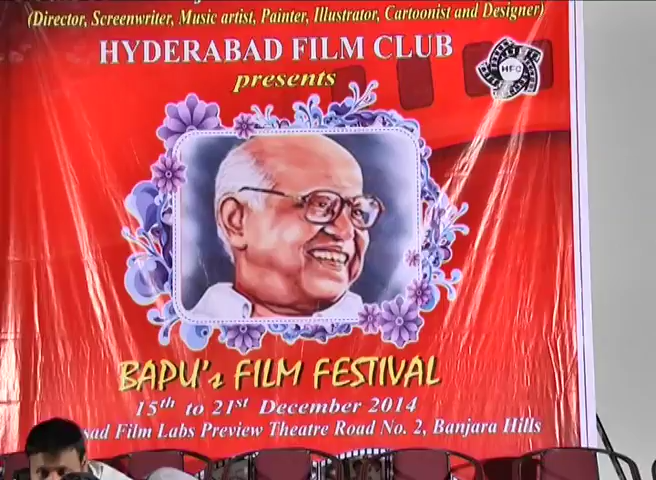 (Director, Screenwriter, Music artist, Painter, Illustrator, Cartoonist and Designer)
HYDERABAD FILM CLUB
HFC
presents
BAPU's FILM FESTIVAL
15th to 21st December 2014
Film Labs Preview Theatre Road No. 2, Banjara Hills